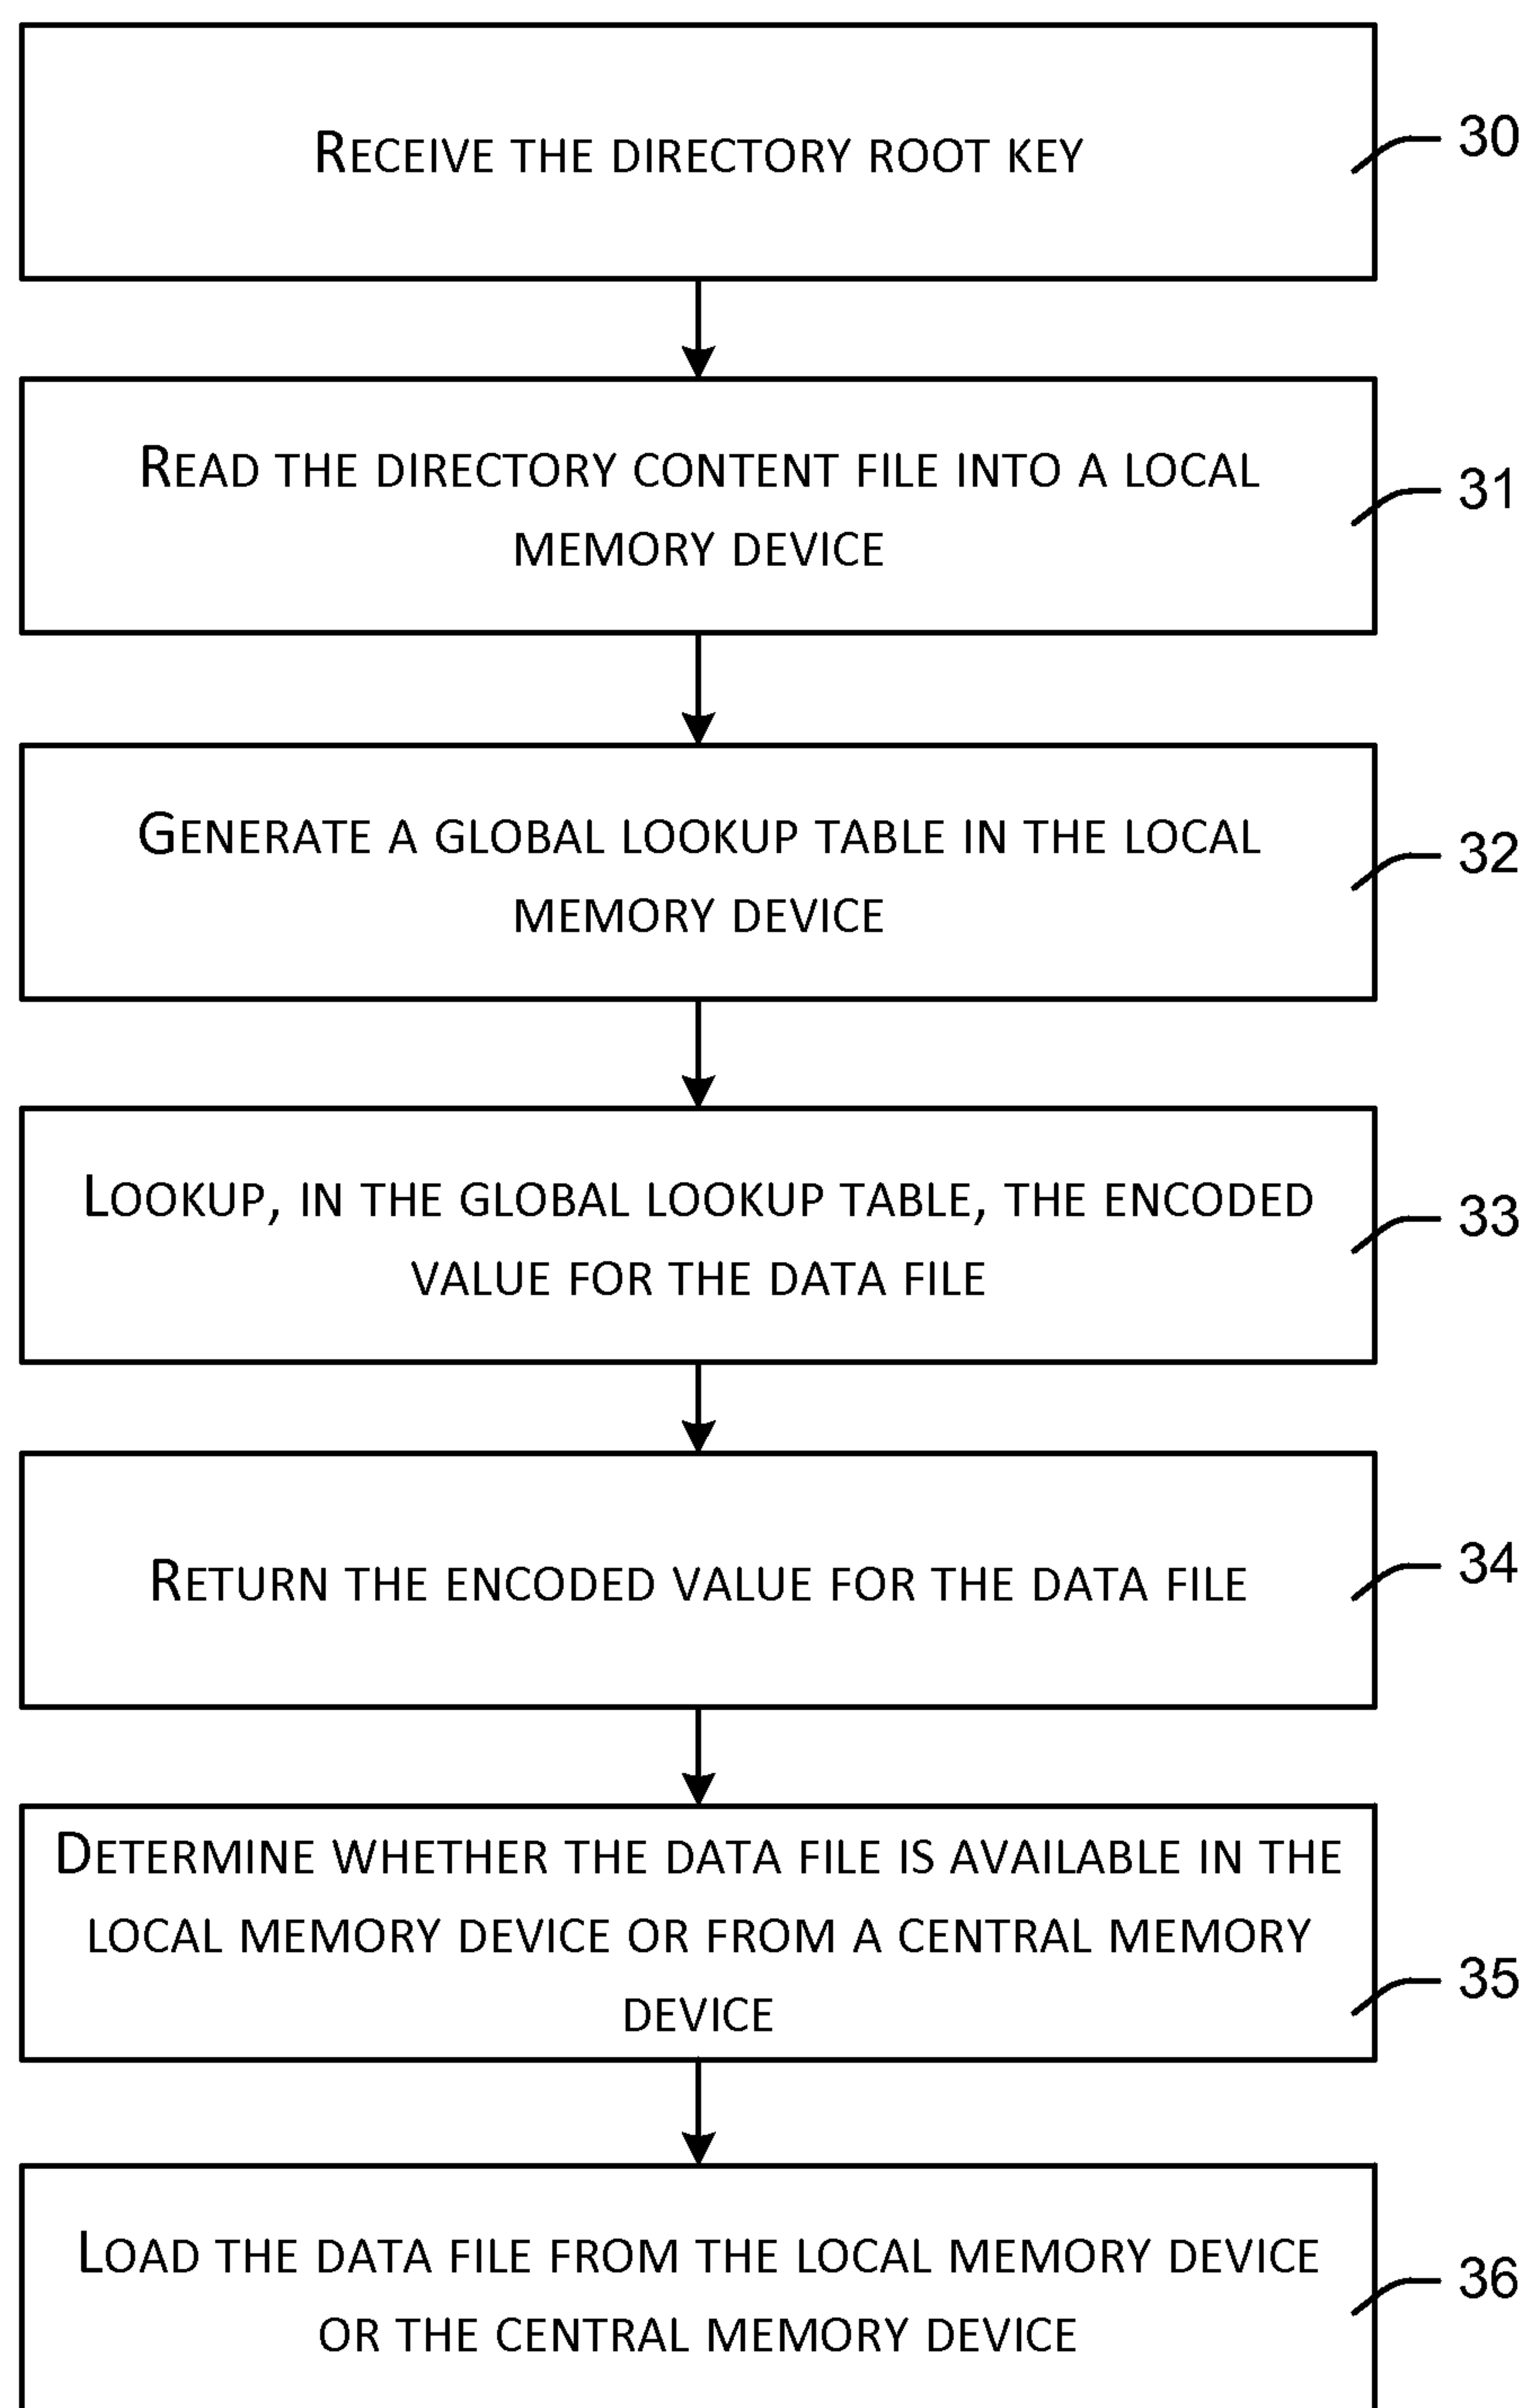 RECEIVE THE DIRECTORY ROOT KEY
30
READ THE DIRECTORY CONTENT FILE INTO A LOCAL
MEMORY DEVICE
31
GENERATE A GLOBAL LOOKUP TABLE IN THE LOCAL
MEMORY DEVICE
32
LOOKUP, IN THE GLOBAL LOOKUP TABLE, THE ENCODED
VALUE FOR THE DATA FILE
33
RETURN THE ENCODED VALUE FOR THE DATA FILE
34
DETERMINE WHETHER THE DATA FILE IS AVAILABLE IN THE
LOCAL MEMORY DEVICE OR FROM A CENTRAL MEMORY
DEVICE
35
LOAD THE DATA FILE FROM THE LOCAL MEMORY DEVICE
OR THE CENTRAL MEMORY DEVICE
36